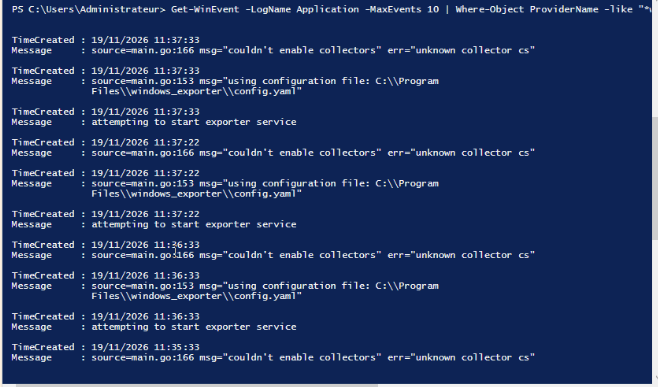 PS C:\Users\Administrateur> Get-WinEvent -LogName Application -MaxEvents 10 | Where-Object ProviderName -like "*
TimeCreated : 19/11/2026 11:37:33
Message : source=main.go:166 msg="couldn't enable collectors" err="unknown collector cs"
TimeCreated : 19/11/2026 11:37:33
Message : source=main.go:153 msg="using configuration file: C:\\Program
Files\\windows_exporter\\config.yaml"
TimeCreated : 19/11/2026 11:37:33
Message : attempting to start exporter service
TimeCreated : 19/11/2026 11:37:22
Message : source=main.go:166 msg="couldn't enable collectors" err="unknown collector cs"
TimeCreated : 19/11/2026 11:37:22
Message : source=main.go:153 msg="using configuration file: C:\\Program
Files\\windows_exporter\\config.yaml"
TimeCreated : 19/11/2026 11:37:22
Message : attempting to start exporter service
TimeCreated : 19/11/2026 11:36:33
Message : source=main.go:166 msg="couldn't enable collectors" err="unknown collector cs"
TimeCreated : 19/11/2026 11:36:33
Message : source=main.go:153 msg="using configuration file: C:\\Program
Files\\windows_exporter\\config.yaml"
TimeCreated : 19/11/2026 11:36:33
Message : attempting to start exporter service
TimeCreated : 19/11/2026 11:35:33
Message : source=main.go:166 msg="couldn't enable collectors" err="unknown collector cs"